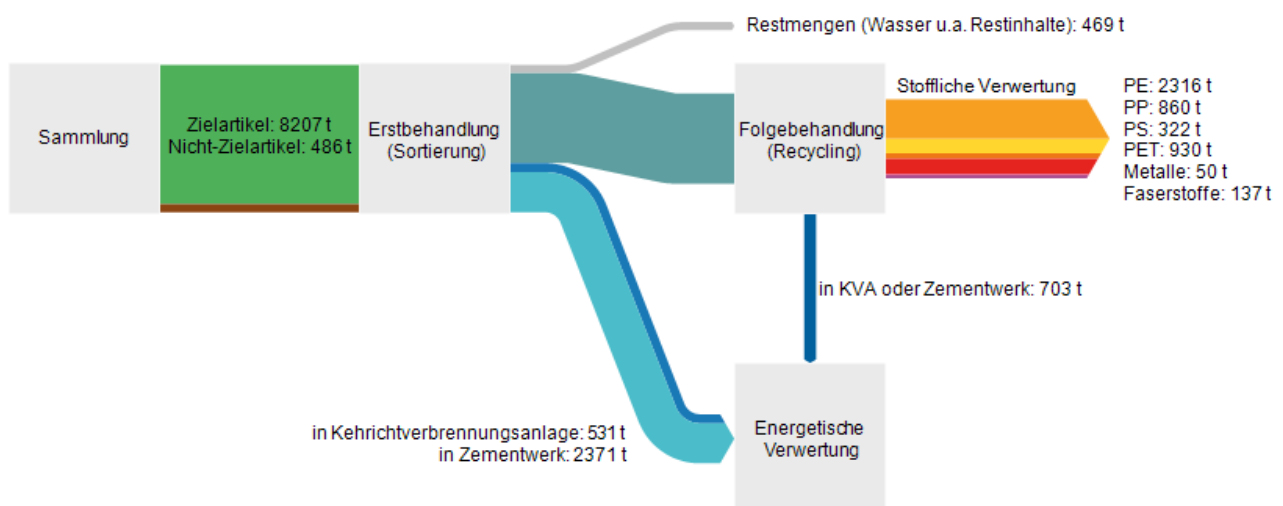 Restmengen (Wasser u.a. Restinhalte): 469 t
Sammlung
Zielartikel: 8207 t
Nicht-Zielartikel: 486 t
Erstbehandlung
(Sortierung)
Folgebehandlung
(Recycling)
Stoffliche Verwertung
PE: 2316 t
PP: 860 t
PS: 322 t
PET: 930 t
Metalle: 50 t
Faserstoffe: 137 t
in KVA oder Zementwerk: 703 t
in Kehrichtverbrennungsanlage: 531 t
in Zementwerk: 2371 t
Energetische
Verwertung